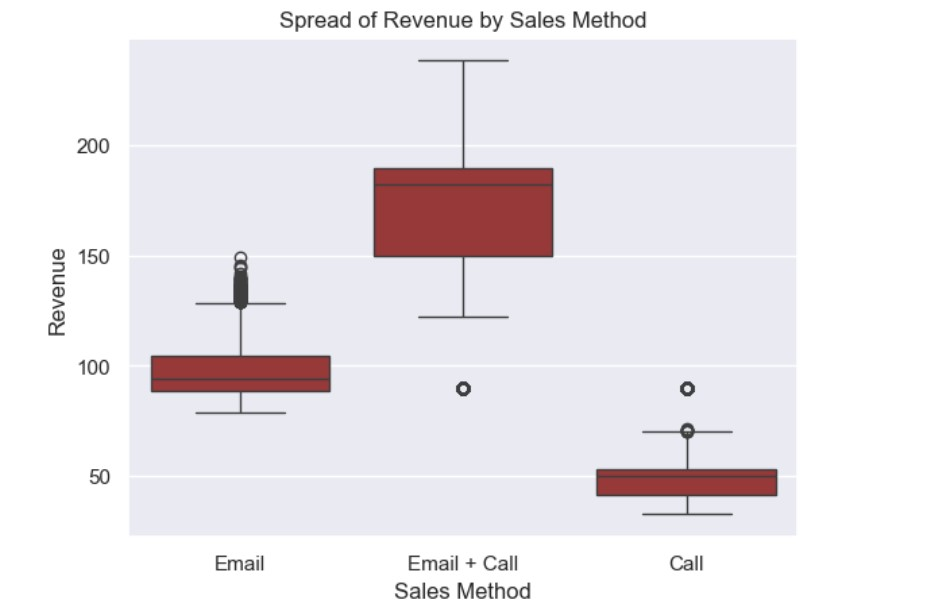 Spread of Revenue by Sales Method
Revenue
200
150
100
50
Email
Email + Call
Call
Sales Method